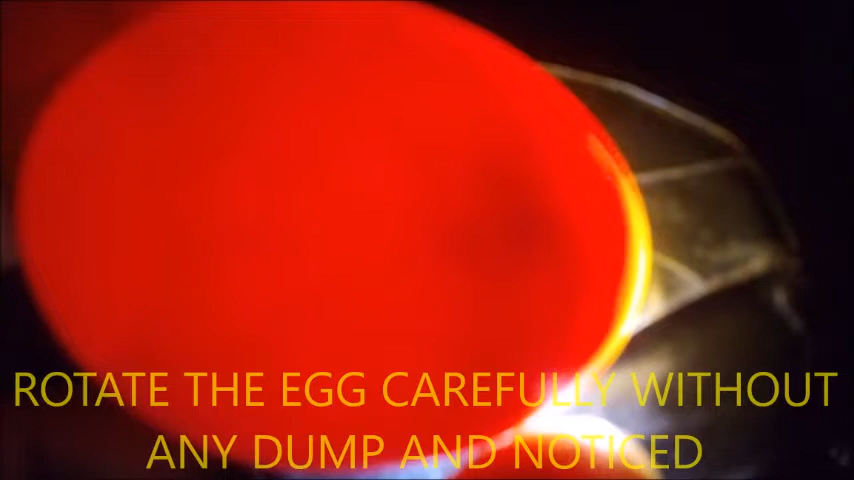 ROTATE THE EGG CAREFULLY WITHOUT
ANY DUMP AND NOTICED